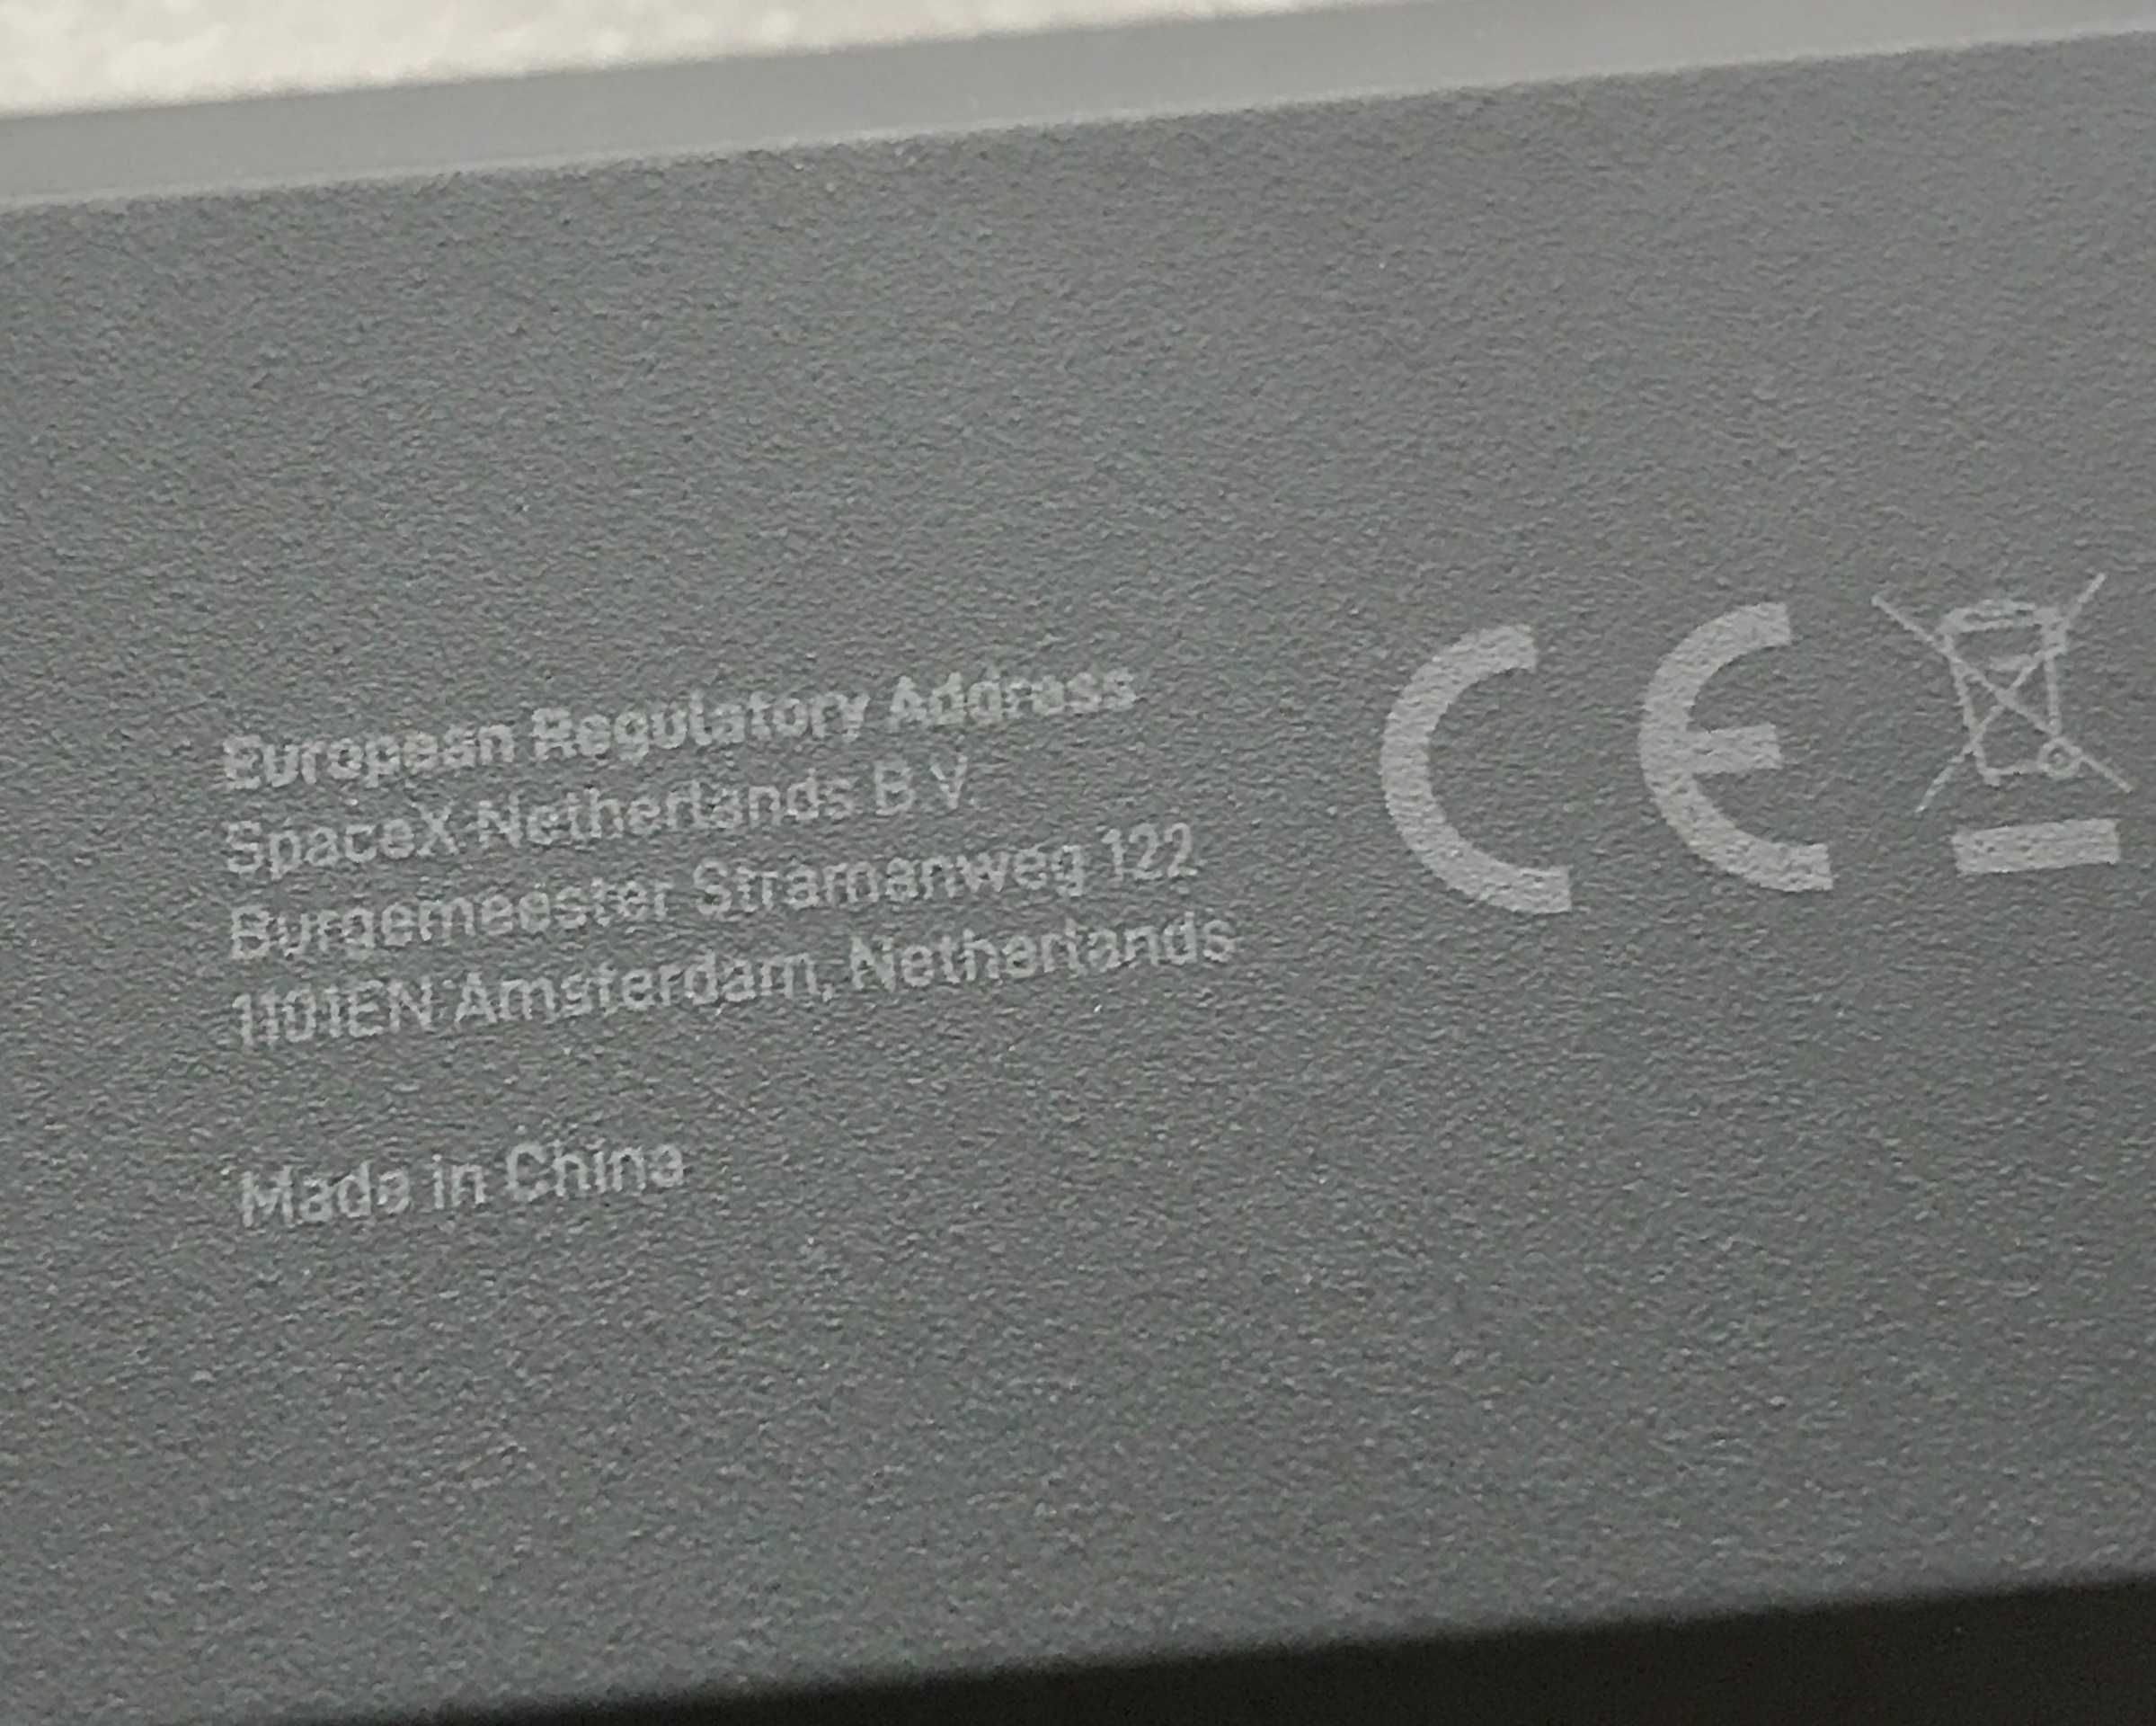 European Regulatory Address
SpaceX Netherlands B.V.
Burgemeester Stramanweg 122
1101EN Amsterdam, Netherlands
Made in China
CE